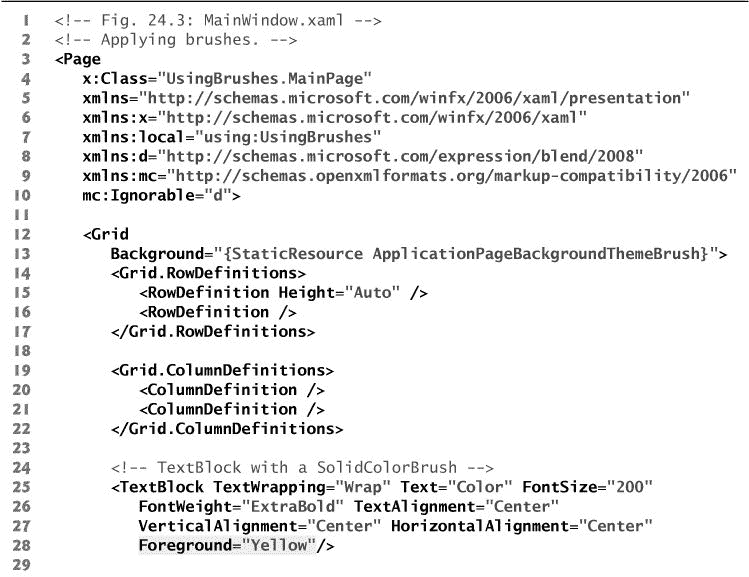 1 <!-- Fig. 24.3: MainWindow.xaml -->
2 <!-- Applying brushes. -->
3 <Page
4 x:Class="UsingBrushes.MainPage"
5 xmlns="http://schemas.microsoft.com/winfx/2006/xaml/presentation"
6 xmlns:x="http://schemas.microsoft.com/winfx/2006/xaml"
7 xmlns:local="using:UsingBrushes"
8 xmlns:d="http://schemas.microsoft.com/expression/blend/2008"
9 xmlns:mc="http://schemas.openxmlformats.org/markup-compatibility/2006"
10 mc:Ignorable="d">
11
12 <Grid
13 Background="{StaticResource ApplicationPageBackgroundThemeBrush}">
14 <Grid.RowDefinitions>
15 <RowDefinition Height="Auto" />
16 <RowDefinition />
17 </Grid.RowDefinitions>
18
19 <Grid.ColumnDefinitions>
20 <ColumnDefinition />
21 <ColumnDefinition />
22 </Grid.ColumnDefinitions>
23
24 <!-- TextBlock with a SolidColorBrush -->
25 <TextBlock TextWrapping="Wrap" Text="Color" FontSize="200"
26 FontWeight="ExtraBold" TextAlignment="Center"
27 VerticalAlignment="Center" HorizontalAlignment="Center"
28 Foreground="Yellow"/>
29